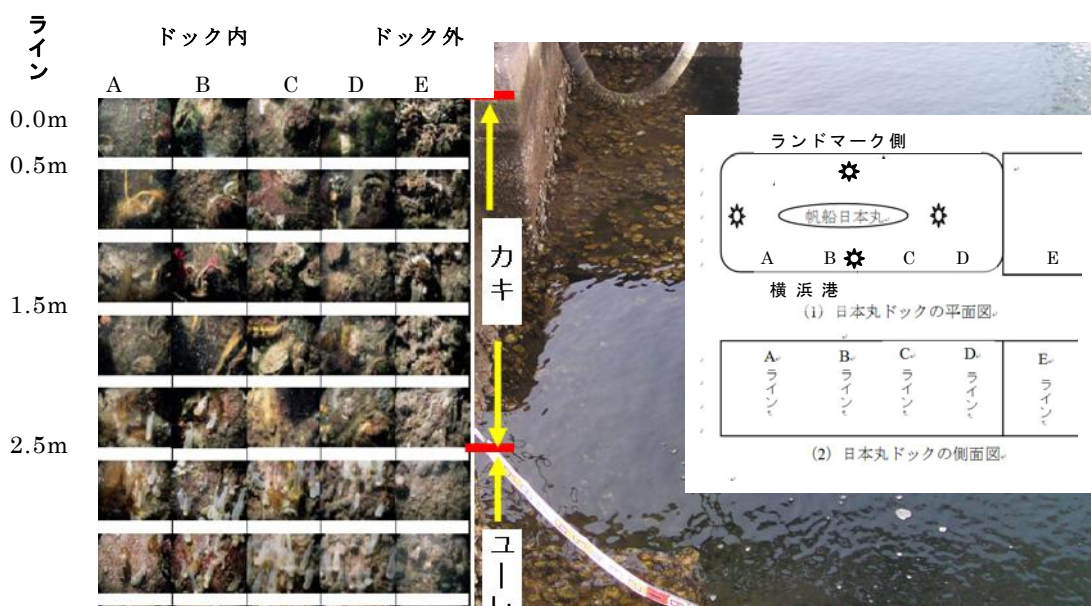 ライン
ドック内
ドック外
A
B
C
D
E
0.0m
0.5m
1.5m
2.5m
カキ
ユーレ
ランドマーク側
帆船日本丸
A
B
C
D
E
横浜港
(1) 日本丸ドックの平面図
A
ライン
B
ライン
C
ライン
D
ライン
E
ライン
(2) 日本丸ドックの側面図